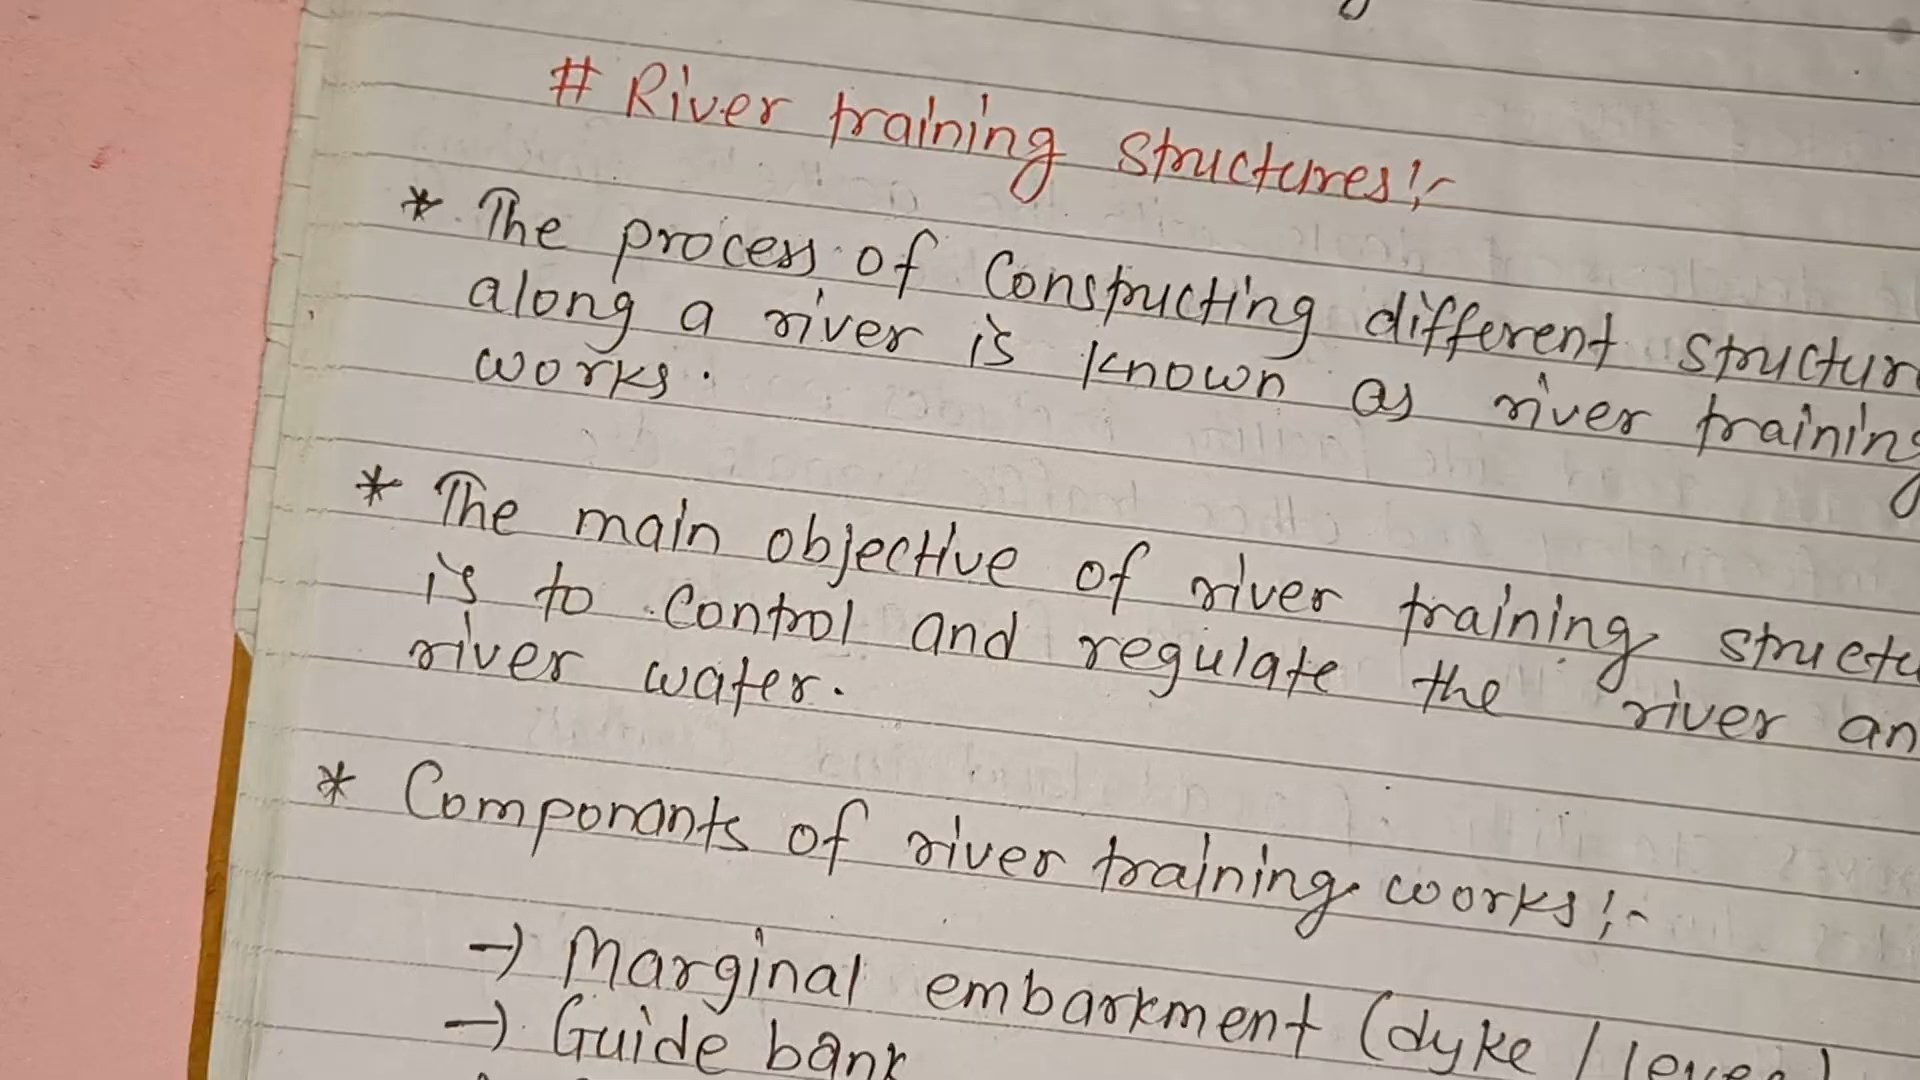 # River training structures:-
* The process of constructing different structur
along a river is known as river training
works.
* The main objective of river training structu
is to control and regulate the river an
river water.
* Componants of river training works:-
→ Marginal embarkment (dyke /
→ Guide bank